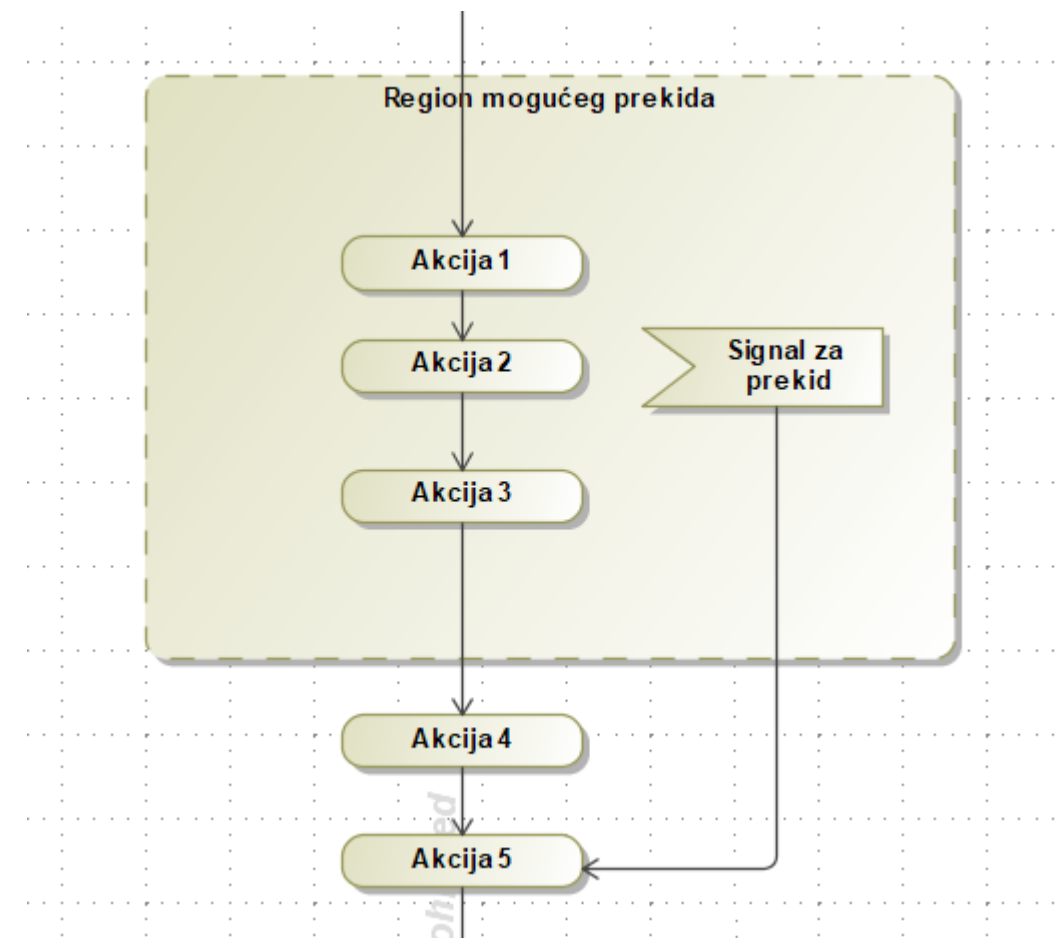 Region mogućeg prekida
Akcija 1
Akcija 2
Signal za
prekid
Akcija 3
Akcija 4
Akcija 5